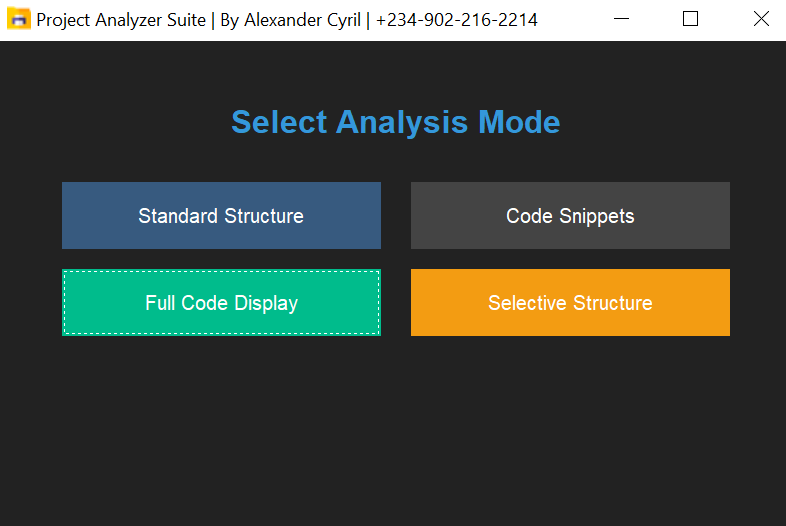 Project Analyzer Suite | By Alexander Cyril | +234-902-216-2214
Select Analysis Mode
Standard Structure
Code Snippets
Full Code Display
Selective Structure